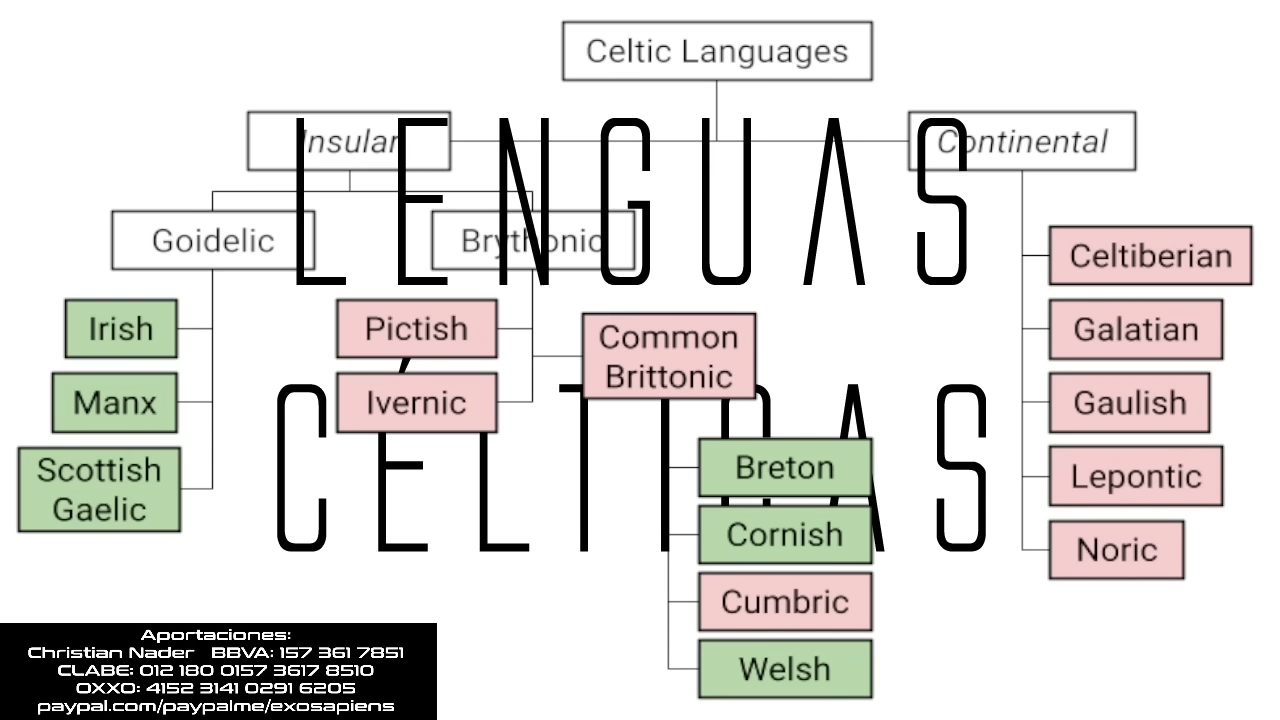 Celtic Languages
Insular
Continental
LENGUAS
CÉLTICAS
Goidelic
Brythonic
Irish
Manx
Scottish
Gaelic
Pictish
Ivernic
Common
Brittonic
Breton
Cornish
Cumbric
Welsh
Celtiberian
Galatian
Gaulish
Lepontic
Noric
Aportaciones:
Christian Nader BBVA: 157 361 7851
CLABE: 012 180 0157 3617 8510
OXXO: 4152 3141 0291 6205
paypal.com/paypalme/exosapiens